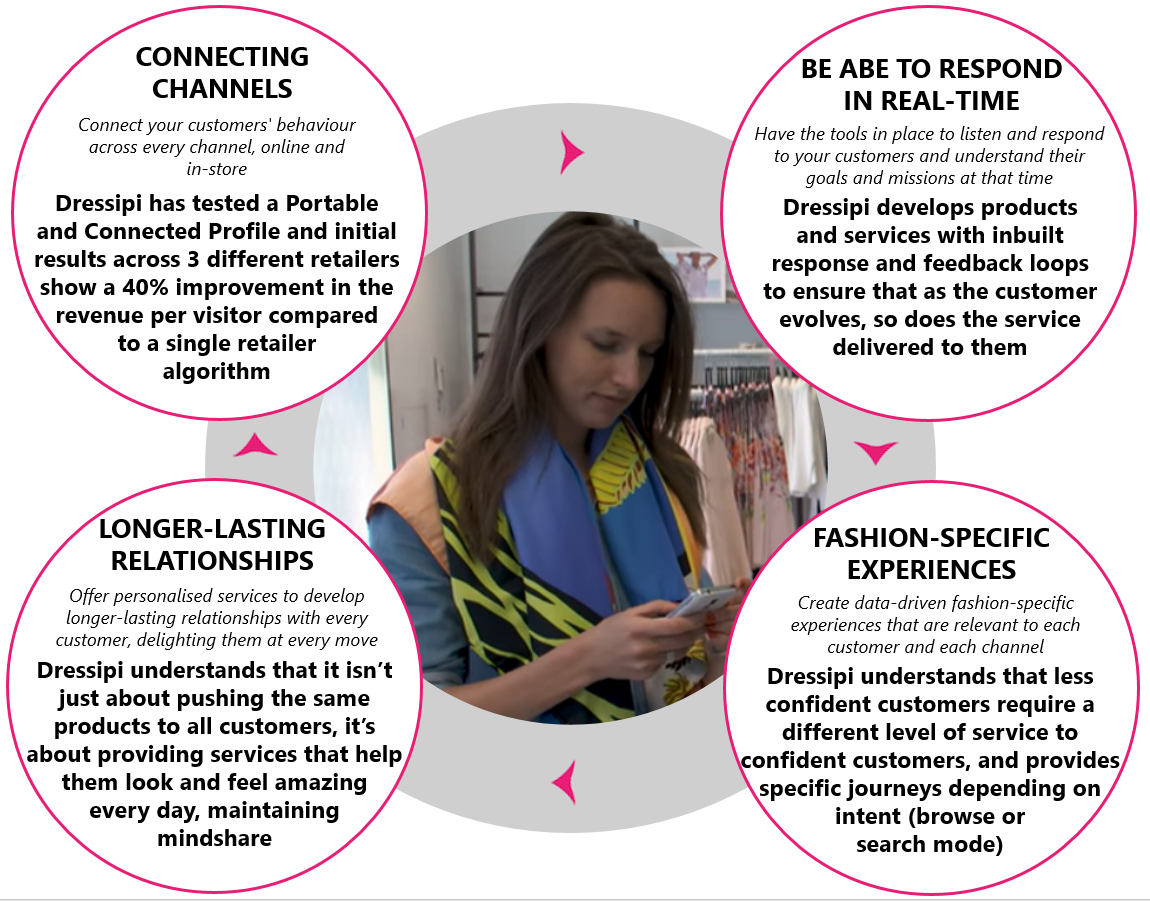 CONNECTING
CHANNELS
Connect your customers' behaviour
across every channel, online and
in-store
Dressipi has tested a Portable
and Connected Profile and initial
results across 3 different retailers
show a 40% improvement in the
revenue per visitor compared
to a single retailer
algorithm
BE ABE TO RESPOND
IN REAL-TIME
Have the tools in place to listen and respond
to your customers and understand their
goals and missions at that time
Dressipi develops products
and services with inbuilt
response and feedback loops
to ensure that as the customer
evolves, so does the service
delivered to them
LONGER-LASTING
RELATIONSHIPS
Offer personalised services to develop
longer-lasting relationships with every
customer, delighting them at every move
Dressipi understands that it isn’t
just about pushing the same
products to all customers, it’s
about providing services that help
them look and feel amazing
every day, maintaining
mindshare
FASHION-SPECIFIC
EXPERIENCES
Create data-driven fashion-specific
experiences that are relevant to each
customer and each channel
Dressipi understands that less
confident customers require a
different level of service to
confident customers, and provides
specific journeys depending on
intent (browse or
search mode)